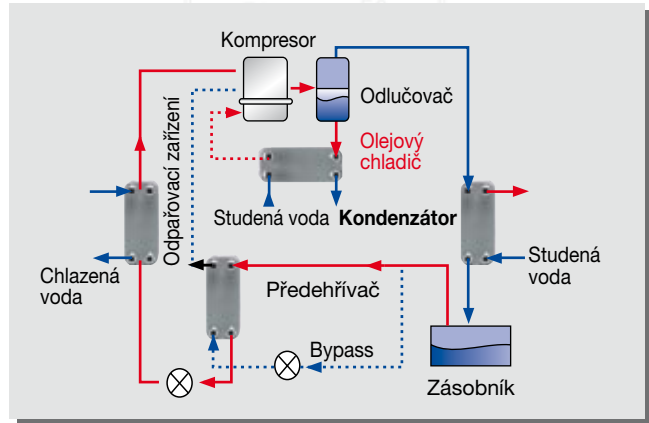 Kompresor
Odlučovač
Odpařovací zařízení
Olejový
chladič
Studená voda
Kondenzátor
Chlazená
voda
Studená
voda
Předehřívač
Bypass
Zásobník